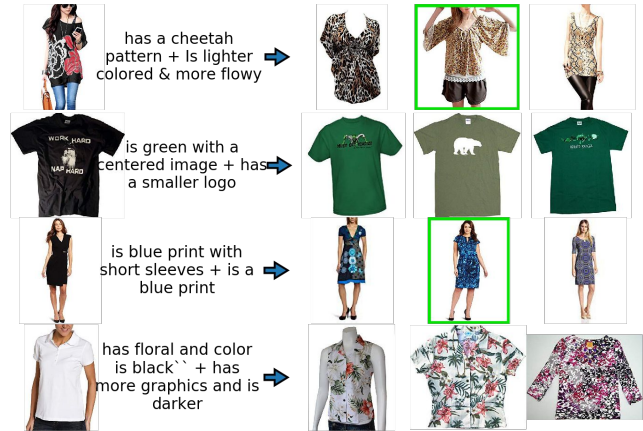 has a cheetah
pattern + Is lighter
colored & more flowy
WORK HARD
NAP HARD
is green with a
centered image + has
a smaller logo
is blue print with
short sleeves + is a
blue print
has floral and color
is black`` + has
more graphics and is
darker